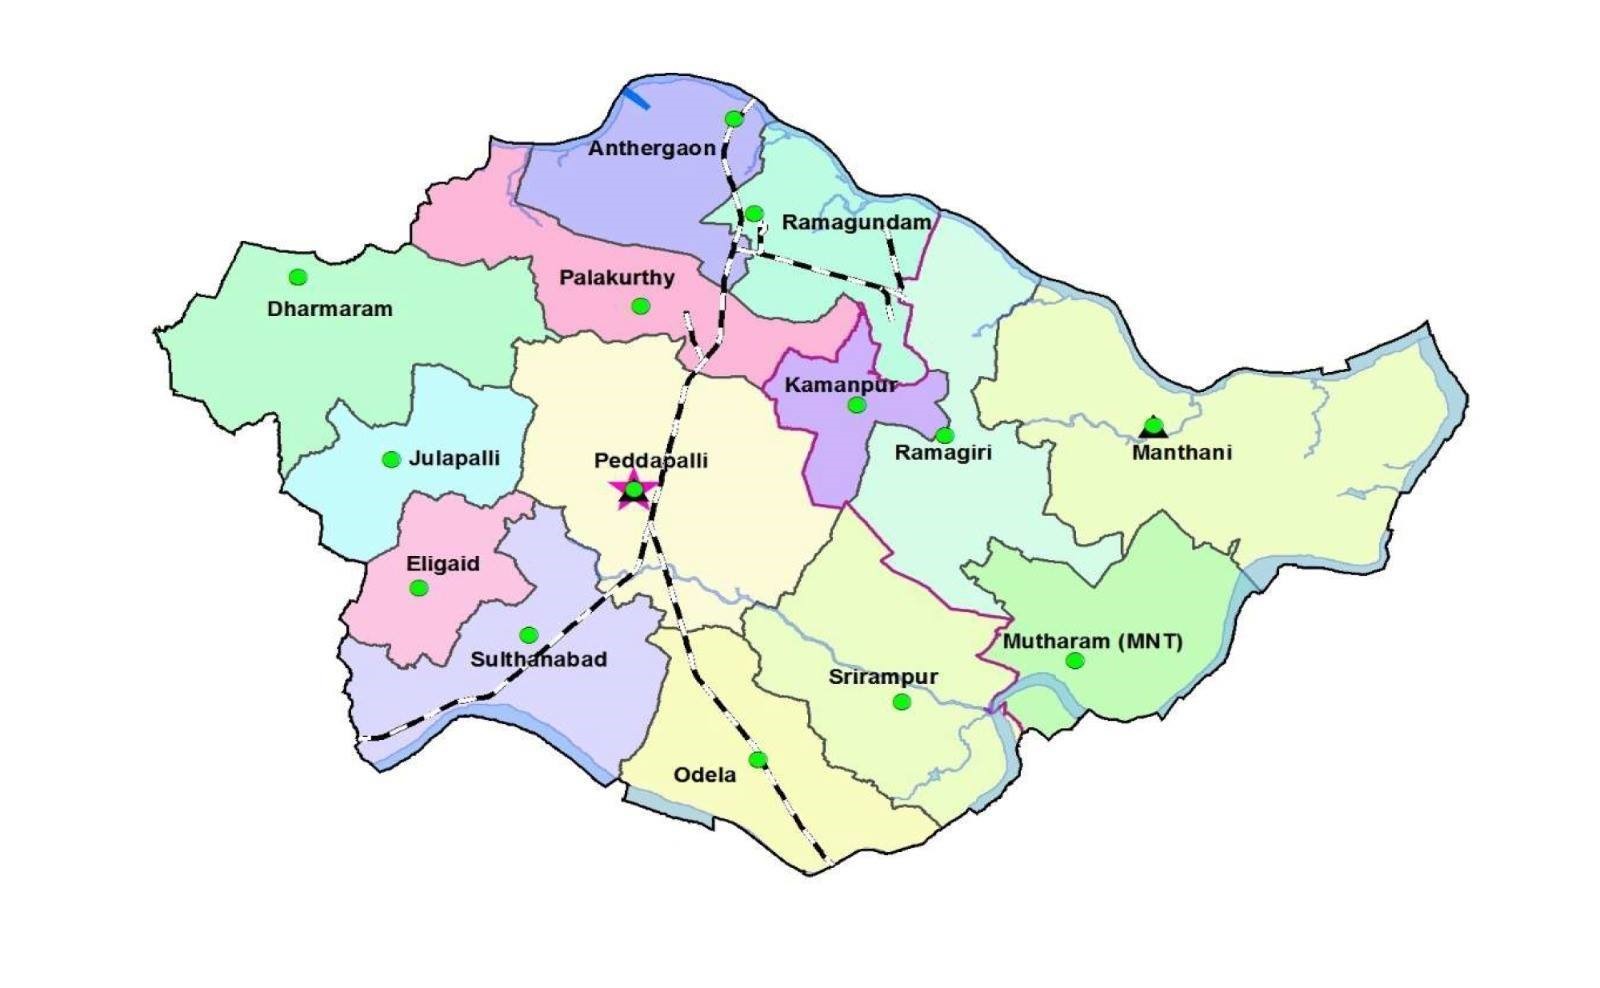 Anthergaon
Ramagundam
Palakurthy
Dharmaram
Kamanpur
Ramagiri
Manthani
Julapalli
Peddapalli
Eligaid
Mutharam (MNT)
Sulthanabad
Srirampur
Odela